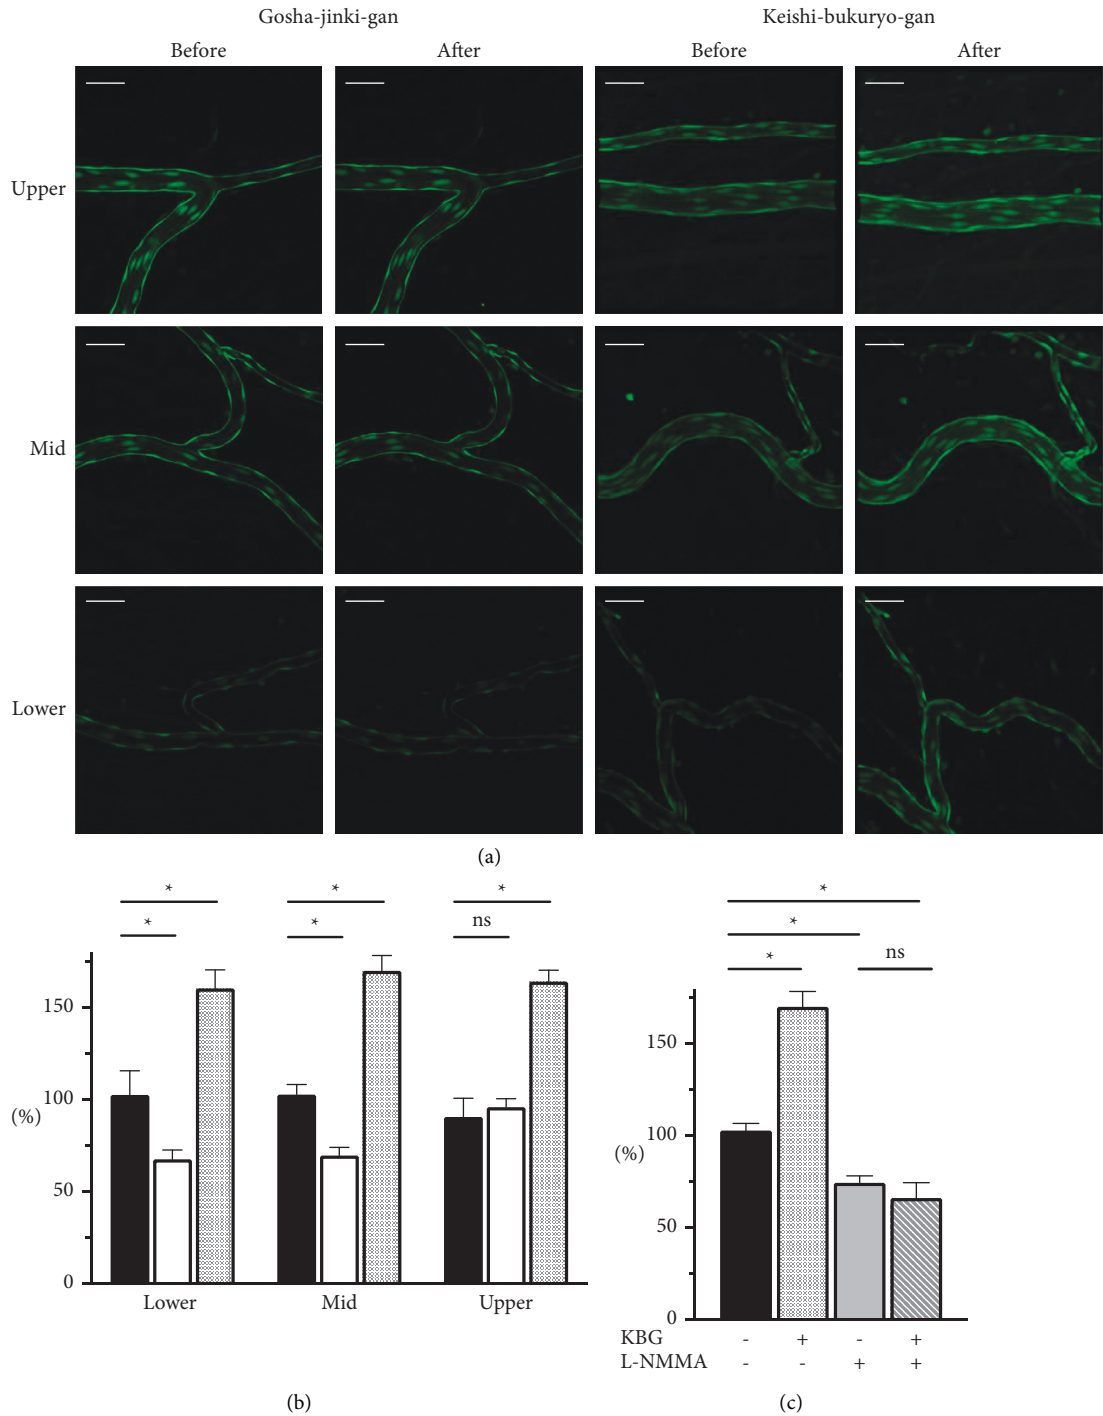 Gosha-jinki-gan Keishi-bukuryo-gan
Before After Before After
Upper
Mid
Lower
(a)
* * *
* * ns
150
100
(%)
50
0
Lower Mid Upper
(b)
*
*
* ns
150
100
(%)
50
0
KBG - + - +
L-NMMA - - + +
(c)